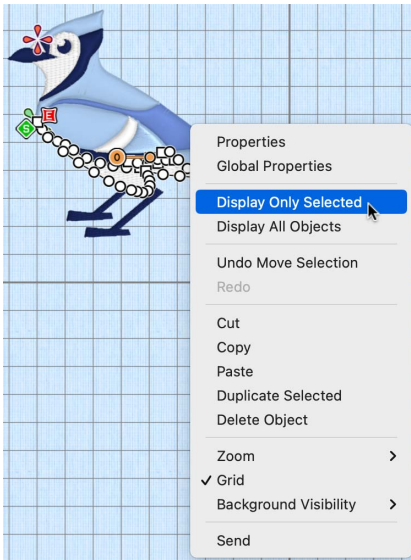 E
S
O
Properties
Global Properties
Display Only Selected
Display All Objects
Undo Move Selection
Redo
Cut
Copy
Paste
Duplicate Selected
Delete Object
Zoom
Grid
Background Visibility
Send